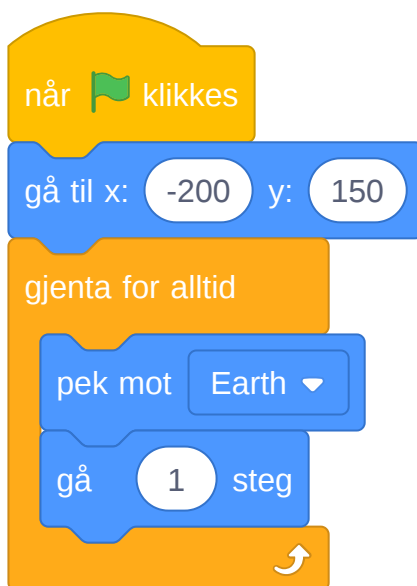 når klikkes
gå til x: -200 y: 150
gjenta for alltid
pek mot Earth
gå 1 steg